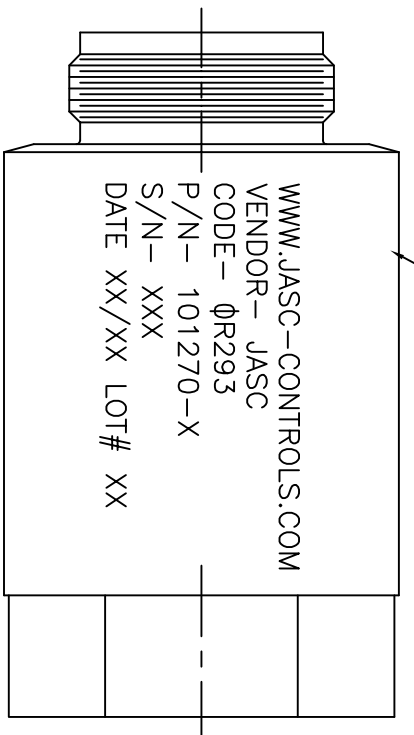 WWW.JASC-CONTROLS.COM
VENDOR- JASC
CODE- ϕR293
P/N- 101270-X
S/N- XXX
DATE XX/XX LOT# XX